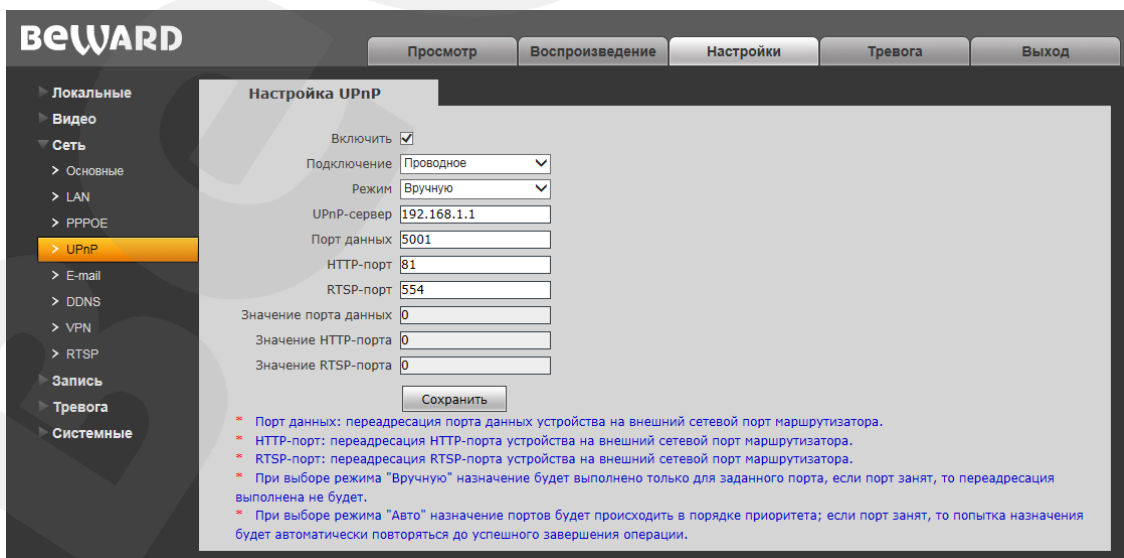 BEWARD
Просмотр
Воспроизведение
Настройки
Тревога
Выход
Локальные
Видео
Сеть
> Основные
> LAN
> PPPOE
> UPnP
> E-mail
> DDNS
> VPN
> RTSP
Запись
Тревога
Системные
Настройка UPnP
Включить
Подключение Проводное
Режим Вручную
UPnP-сервер 192.168.1.1
Порт данных 5001
HTTP-порт 81
RTSP-порт 554
Значение порта данных 0
Значение HTTP-порта 0
Значение RTSP-порта 0
Сохранить
* Порт данных: переадресация порта данных устройства на внешний сетевой порт маршрутизатора.
* HTTP-порт: переадресация HTTP-порта устройства на внешний сетевой порт маршрутизатора.
* RTSP-порт: переадресация RTSP-порта устройства на внешний сетевой порт маршрутизатора.
* При выборе режима "Вручную" назначение будет выполнено только для заданного порта, если порт занят, то переадресация
выполнена не будет.
* При выборе режима "Авто" назначение портов будет происходить в порядке приоритета; если порт занят, то попытка назначения
будет автоматически повторяться до успешного завершения операции.